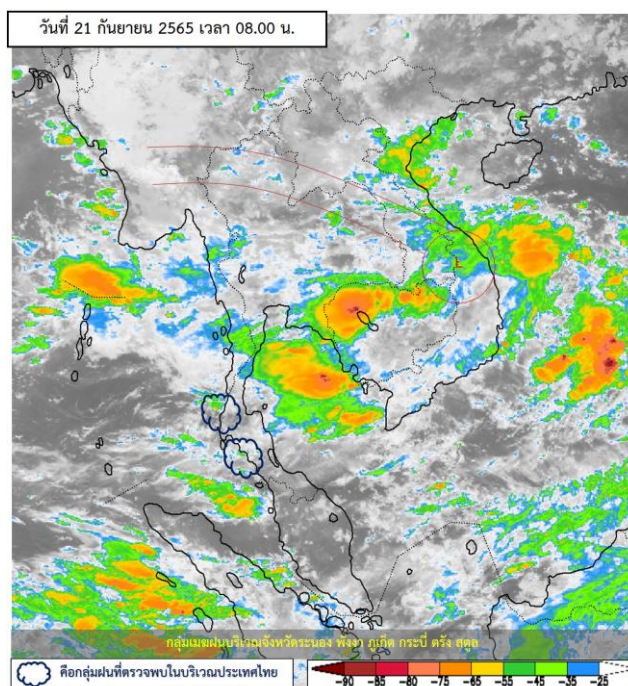 วันที่ 21 กันยายน 2565 เวลา 08.00 น.
L
กลุ่มเมฆฝนบริเวณจังหวัดระนอง พังงา ภูเก็ต กระบี่ ตรัง สตูล
คือกลุ่มฝนที่ตรวจพบในบริเวณประเทศไทย
-90 -85 -80 -75 -65 -55 -45 -35 -25